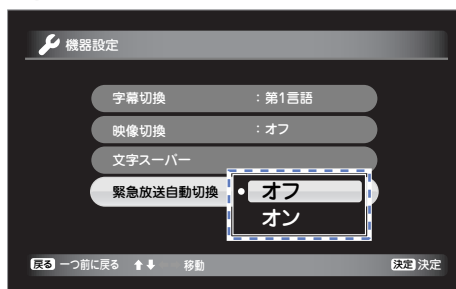 機器設定
字幕切換 : 第1言語
映像切換 : オフ
文字スーパー
緊急放送自動切換 • オフ
オン
戻る 一つ前に戻る ⬆⬇ 移動 決定 決定